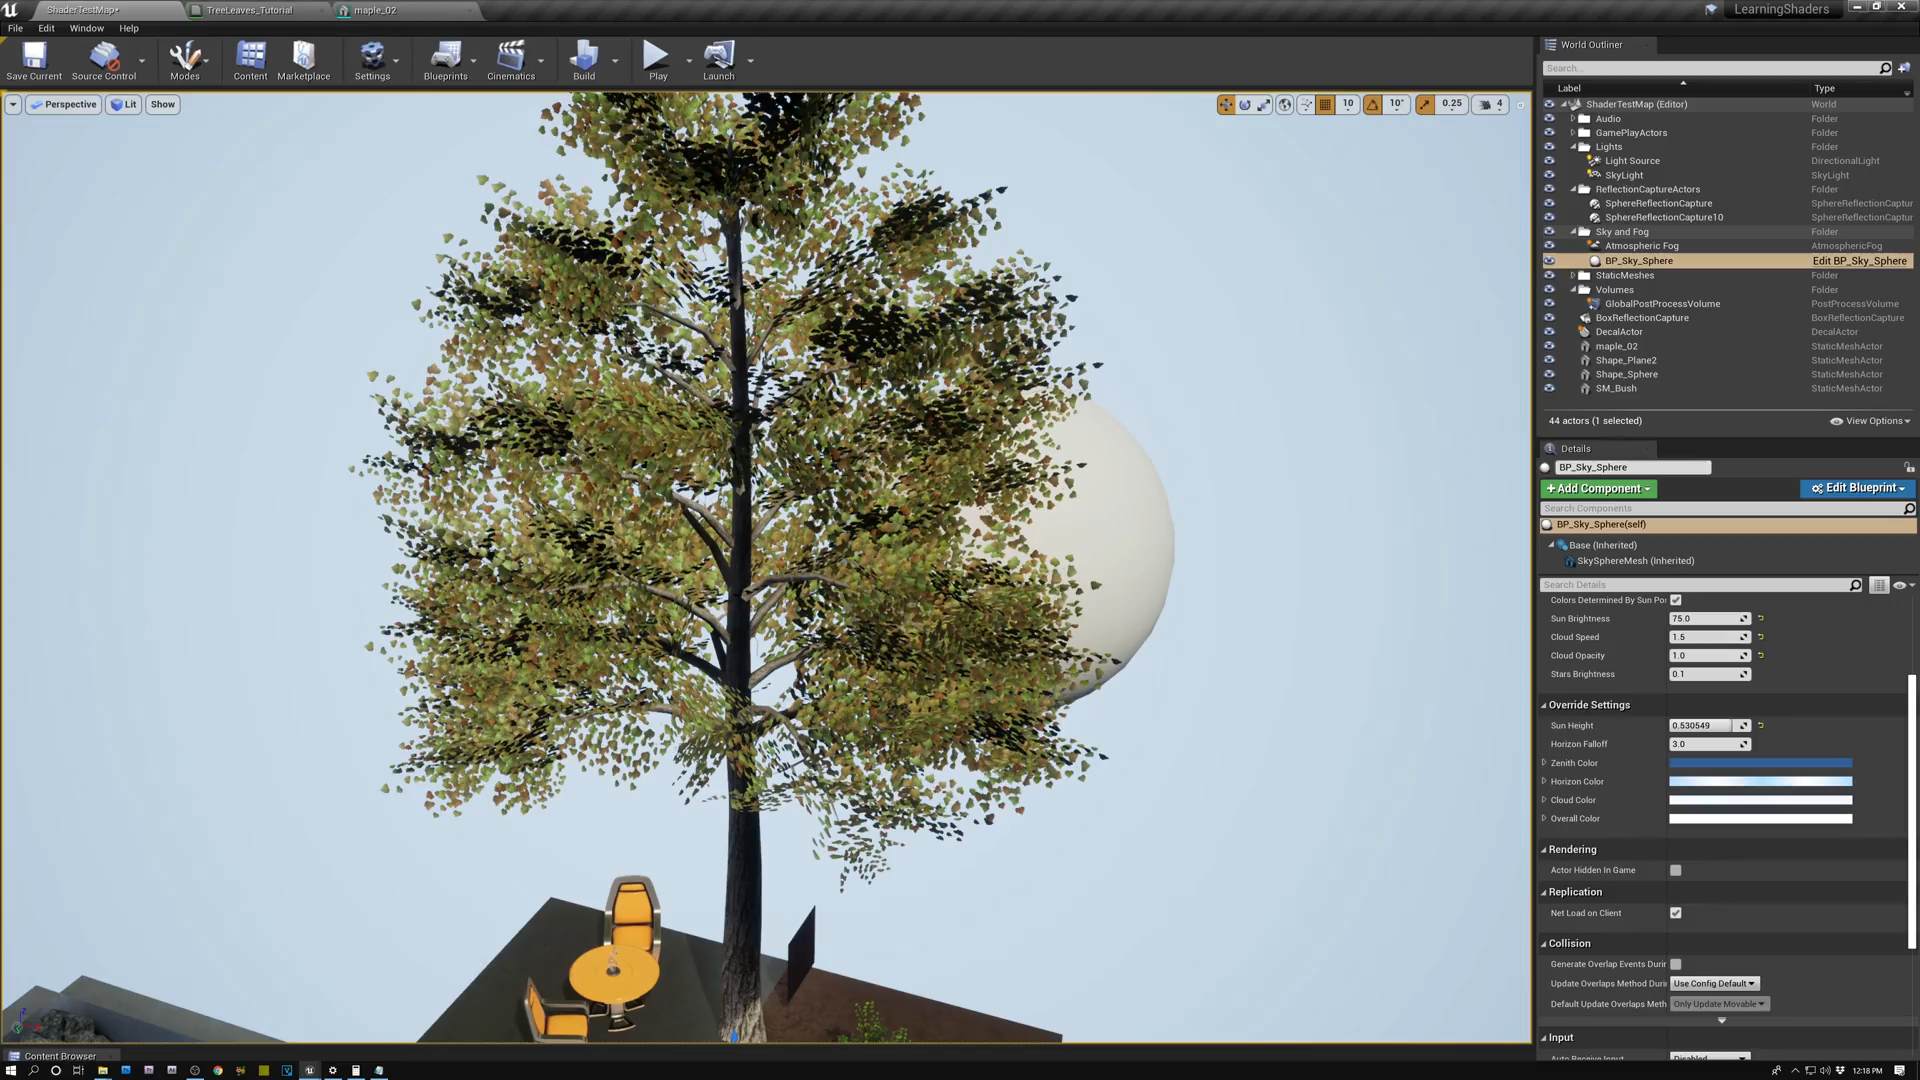 ShaderTestMap*
TreeLeaves_Tutorial
maple_02
LearningShaders
File Edit Window Help
Save Current
Source Control
Modes
Content
Marketplace
Settings
Blueprints
Cinematics
Build
Play
Launch
Perspective
Lit
Show
10
10°
0.25
4
World Outliner
Search...
Label Type
ShaderTestMap (Editor) World
Audio Folder
GamePlayActors Folder
Lights Folder
Light Source DirectionalLight
SkyLight SkyLight
ReflectionCaptureActors Folder
SphereReflectionCapture SphereReflectionCaptur
SphereReflectionCapture10 SphereReflectionCaptur
Sky and Fog Folder
Atmospheric Fog AtmosphericFog
BP_Sky_Sphere Edit BP_Sky_Sphere
StaticMeshes Folder
Volumes Folder
GlobalPostProcessVolume PostProcessVolume
BoxReflectionCapture BoxReflectionCapture
DecalActor DecalActor
maple_02 StaticMeshActor
Shape_Plane2 StaticMeshActor
Shape_Sphere StaticMeshActor
SM_Bush StaticMeshActor
44 actors (1 selected) View Options
Details
BP_Sky_Sphere
+Add Component Edit Blueprint
Search Components
BP_Sky_Sphere(self)
Base (Inherited)
SkySphereMesh (Inherited)
Search Details
Colors Determined By Sun Pos
Sun Brightness 75.0
Cloud Speed 1.5
Cloud Opacity 1.0
Stars Brightness 0.1
Override Settings
Sun Height 0.530549
Horizon Falloff 3.0
Zenith Color
Horizon Color
Cloud Color
Overall Color
Rendering
Actor Hidden In Game
Replication
Net Load on Client
Collision
Generate Overlap Events Durin
Update Overlaps Method Durin Use Config Default
Default Update Overlaps Meth Only Update Movable
Input
Auto Receive Input Disabled
Content Browser
12:18 PM